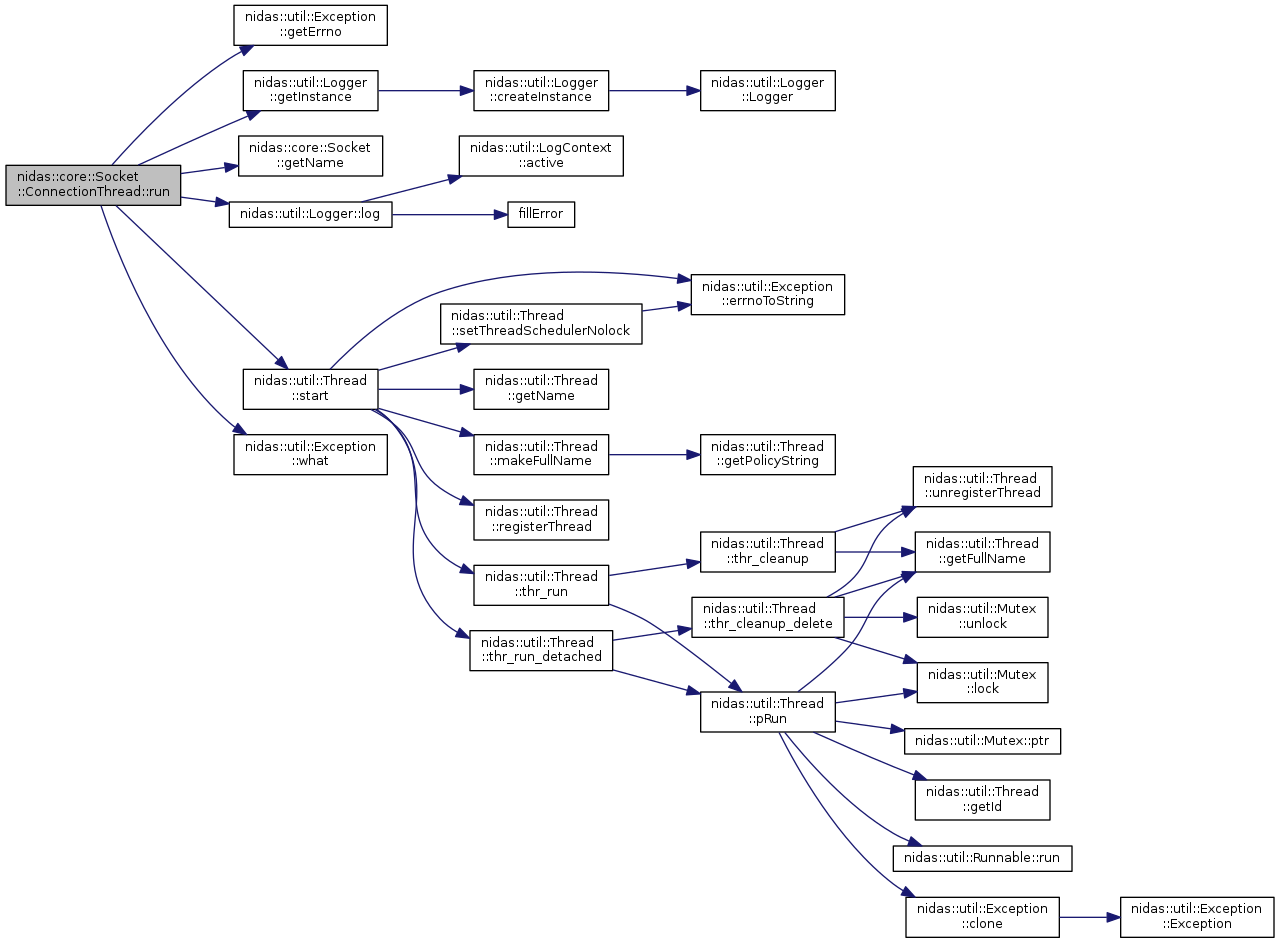 nidas::core::Socket
::ConnectionThread::run
nidas::util::Exception
::getErrno
nidas::util::Logger
::getInstance
nidas::util::Logger
::createInstance
nidas::util::Logger
::Logger
nidas::core::Socket
::getName
nidas::util::LogContext
::active
nidas::util::Logger::log
fillError
nidas::util::Thread
::start
nidas::util::Exception
::what
nidas::util::Exception
::errnoToString
nidas::util::Thread
::setThreadSchedulerNolock
nidas::util::Thread
::getName
nidas::util::Thread
::makeFullName
nidas::util::Thread
::getPolicyString
nidas::util::Thread
::registerThread
nidas::util::Thread
::thr_run
nidas::util::Thread
::thr_run_detached
nidas::util::Thread
::thr_cleanup
nidas::util::Thread
::thr_cleanup_delete
nidas::util::Thread
::pRun
nidas::util::Thread
::unregisterThread
nidas::util::Thread
::getFullName
nidas::util::Mutex
::unlock
nidas::util::Mutex
::lock
nidas::util::Mutex::ptr
nidas::util::Thread
::getId
nidas::util::Runnable::run
nidas::util::Exception
::clone
nidas::util::Exception
::Exception